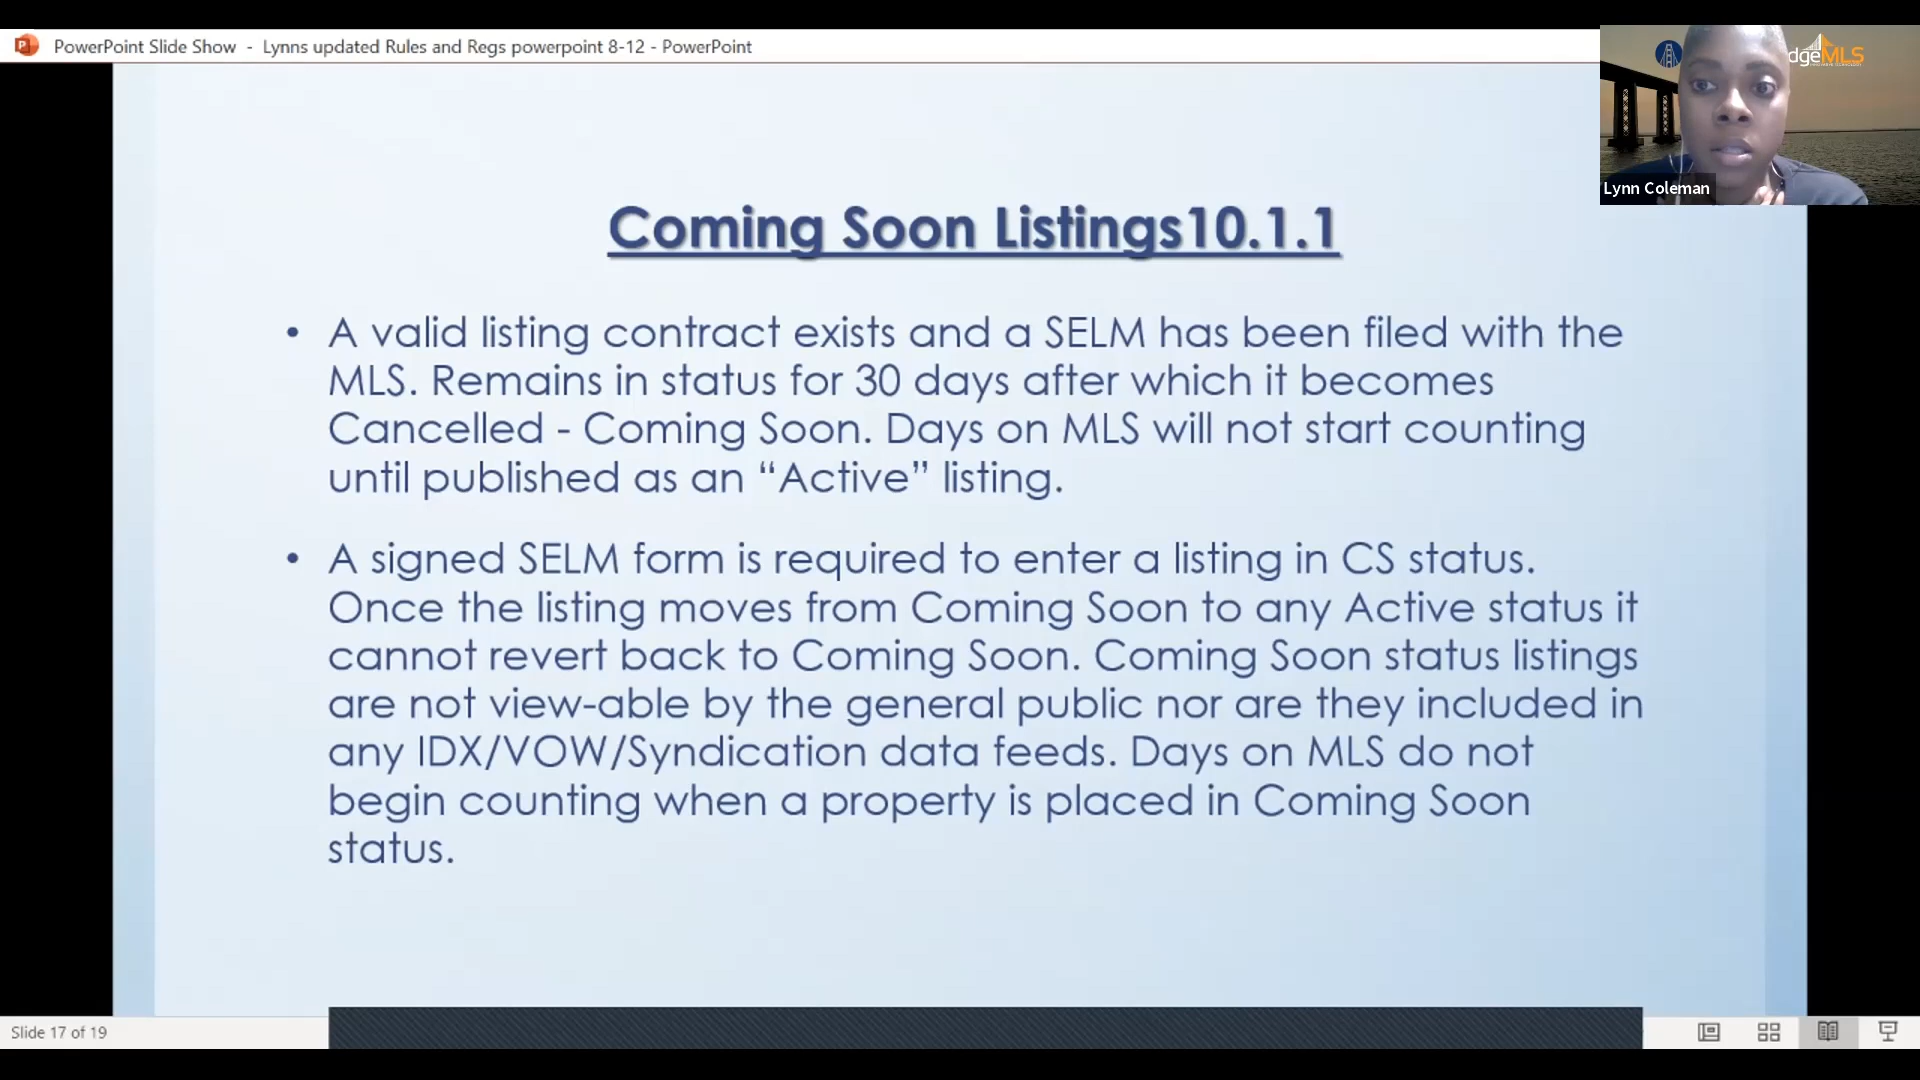 PowerPoint Slide Show - Lynns updated Rules and Regs powerpoint 8-12 - PowerPoint
dgeMLS
Lynn Coleman
Coming Soon Listings10.1.1
• A valid listing contract exists and a SELM has been filed with the
MLS. Remains in status for 30 days after which it becomes
Cancelled - Coming Soon. Days on MLS will not start counting
until published as an “Active” listing.
• A signed SELM form is required to enter a listing in CS status.
Once the listing moves from Coming Soon to any Active status it
cannot revert back to Coming Soon. Coming Soon status listings
are not view-able by the general public nor are they included in
any IDX/VOW/Syndication data feeds. Days on MLS do not
begin counting when a property is placed in Coming Soon
status.
Slide 17 of 19